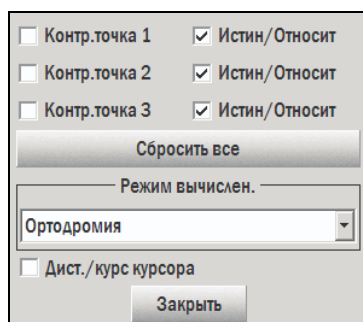 Контр.точка 1 Истин/Относит
Контр.точка 2 Истин/Относит
Контр.точка 3 Истин/Относит
Сбросить все
Режим вычислен.
Ортодромия
Дист./курс курсора
Закрыть